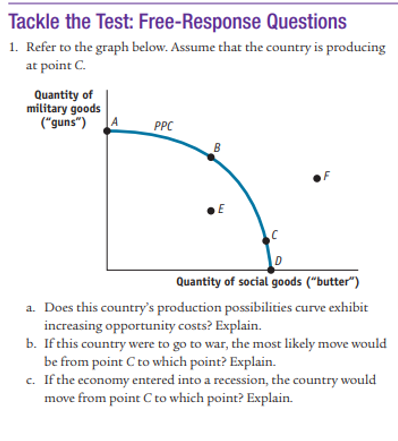 Tackle the Test: Free-Response Questions
1. Refer to the graph below. Assume that the country is producing
at point C.
Quantity of
military goods
("guns")
A
PPC
B
F
E
C
D
Quantity of social goods ("butter")
a. Does this country's production possibilities curve exhibit
increasing opportunity costs? Explain.
b. If this country were to go to war, the most likely move would
be from point C to which point? Explain.
c. If the economy entered into a recession, the country would
move from point C to which point? Explain.